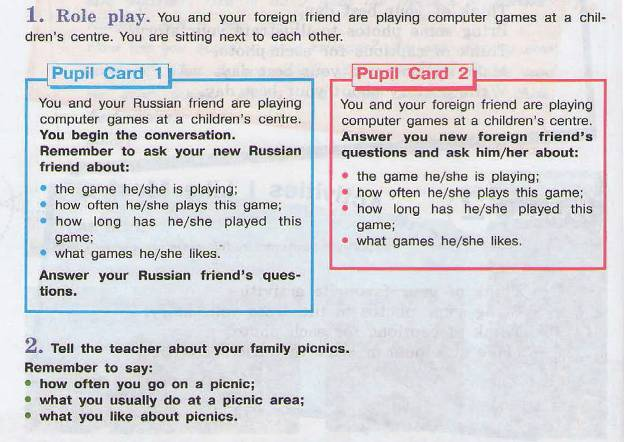 1. Role play. You and your foreign friend are playing computer games at a chil-
dren's centre. You are sitting next to each other.
Pupil Card 1
You and your Russian friend are playing
computer games at a children's centre.
You begin the conversation.
Remember to ask your new Russian
friend about:
• the game he/she is playing;
• how often he/she plays this game;
• how long has he/she played this
game;
• what games he/she likes.
Answer your Russian friend's ques-
tions.
Pupil Card 2
You and your foreign friend are playing
computer games at a children's centre.
Answer you new foreign friend's
questions and ask him/her about:
• the game he/she is playing;
• how often he/she plays this game;
• how long has he/she played this
game;
• what games he/she likes.
2. Tell the teacher about your family picnics.
Remember to say:
• how often you go on a picnic;
• what you usually do at a picnic area;
• what you like about picnics.